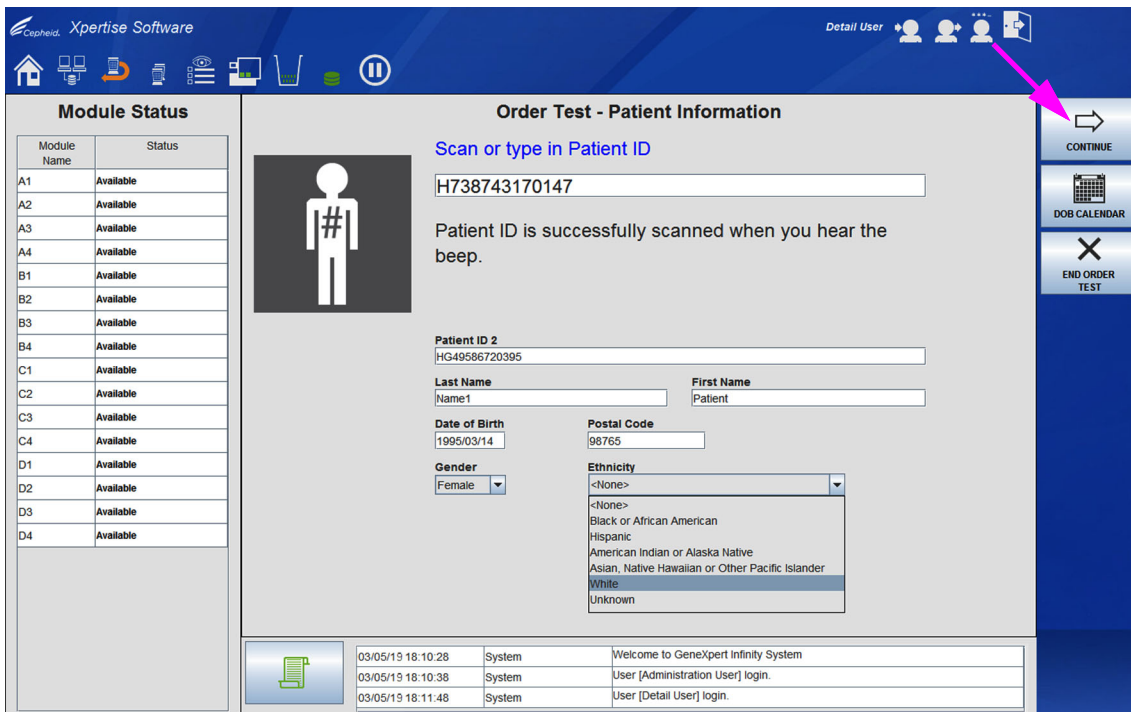 Cepheid. Xpertise Software
Detail User
Module Status
Module Name Status
A1 Available
A2 Available
A3 Available
A4 Available
B1 Available
B2 Available
B3 Available
B4 Available
C1 Available
C2 Available
C3 Available
C4 Available
D1 Available
D2 Available
D3 Available
D4 Available
Order Test - Patient Information
Scan or type in Patient ID
H738743170147
#
Patient ID is successfully scanned when you hear the
beep.
Patient ID 2
HG49586720395
Last Name First Name
Name1 Patient
Date of Birth Postal Code
1995/03/14 98765
Gender Ethnicity
Female <None>
<None>
Black or African American
Hispanic
American Indian or Alaska Native
Asian, Native Hawaiian or Other Pacific Islander
White
Unknown
03/05/19 18:10:28 System Welcome to GeneXpert Infinity System
03/05/19 18:10:38 System User [Administration User] login.
03/05/19 18:11:48 System User [Detail User] login.
CONTINUE
DOB CALENDAR
END ORDER
TEST